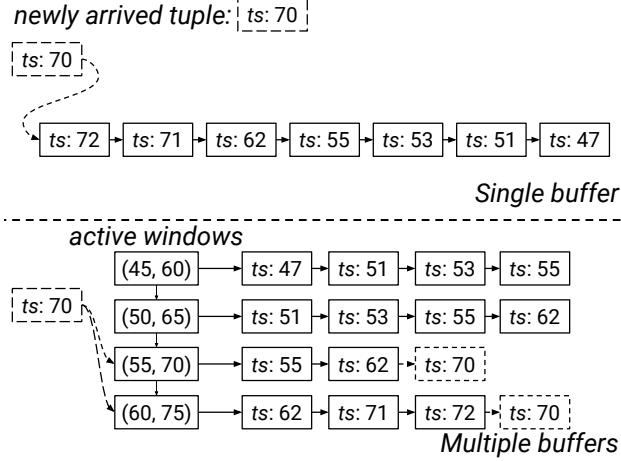 newly arrived tuple: ts: 70
ts: 70
ts: 72 ts: 71 ts: 62 ts: 55 ts: 53 ts: 51 ts: 47
Single buffer
active windows
(45, 60) ts: 47 ts: 51 ts: 53 ts: 55
ts: 70
(50, 65) ts: 51 ts: 53 ts: 55 ts: 62
(55, 70) ts: 55 ts: 62 ts: 70
(60, 75) ts: 62 ts: 71 ts: 72 ts: 70
Multiple buffers